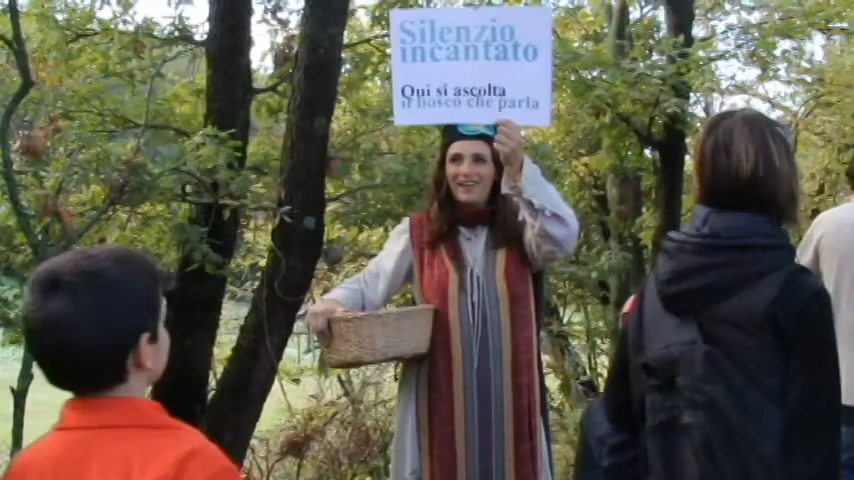 Silenzio
incantato
Qui si ascolta
il bosco che parla